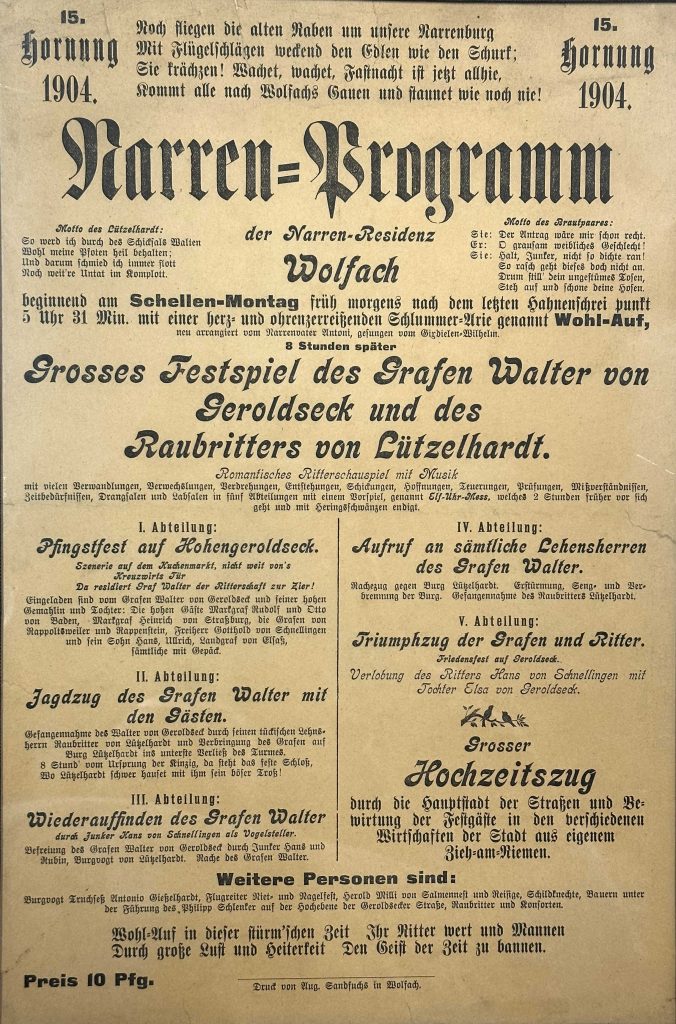 15.
Hornung
1904.
Noch fliegen die alten Raben um unsere Narrenburg
Mit Flügelschlägen weckend den Edlen wie den Schurk;
Sie krächzen! Wachet, wachet, Fastnacht ist jetzt allhie,
Kommt alle nach Wolfachs Gauen und staunet wie noch nie!
15.
Hornung
1904.
Narren=Programm
Motto des Lützelhardt:
So werd ich durch des Schicksals Walten
Wohl meine Pfoten heil behalten;
Und darum schmied ich immer flott
Noch weit're Untat im Komplott.
der Narren-Residenz
Wolfach
Motto des Brautpaares:
Sie: Der Antrag wäre mir schon recht.
Er: O grausam weibliches Geschlecht!
Sie: Halt, Junker, nicht so dichte ran!
So rasch geht dieses doch nicht an.
Drum still' dein ungestümes Tosen,
Steh auf und schone deine Hosen.
beginnend am Schellen-Montag früh morgens nach dem letzten Hahnenschrei punkt
5 Uhr 31 Min. mit einer herz- und ohrenzerreißenden Schlummer-Arie genannt Wohl-Auf,
neu arrangiert vom Narrenvater Antoni, gesungen vom Gixdielen-Wilhelm.
8 Stunden später
Grosses Festspiel des Grafen Walter von
Geroldseck und des
Raubritters von Lützelhardt.
Romantisches Ritterschauspiel mit Musik
mit vielen Verwandlungen, Verwechslungen, Verdrehungen, Entstehungen, Schickungen, Hoffnungen, Teuerungen, Prüfungen, Mißverständnissen,
Zeitbedürfnissen, Drangsalen und Labsalen in fünf Abteilungen mit einem Vorspiel, genannt Elf-Uhr-Mess, welches 2 Stunden früher vor sich
geht und mit Heringsschwänzen endigt.
I. Abteilung:
Pfingstfest auf Hohengeroldseck.
Szenerie auf dem Kuchenmarkt, nicht weit von's
Kreuzwirts Tür
Da residiert Graf Walter der Ritterschaft zur Zier!
Eingeladen sind vom Grafen Walter von Geroldseck und seiner hohen
Gemahlin und Tochter: Die hohen Gäste Markgraf Rudolf und Otto
von Baden, Markgraf Heinrich von Straßburg, die Grafen von
Rappoltsweiler und Rappenstein, Freiherr Gotthold von Schnellingen
und sein Sohn Hans, Ullrich, Landgraf von Elsaß,
sämtliche mit Gepäck.
II. Abteilung:
Jagdzug des Grafen Walter mit
den Gästen.
Gefangennahme des Walter von Geroldseck durch seinen tückischen Lehns-
herrn Raubritter von Lützelhardt und Verbringung des Grafen auf
Burg Lützelhardt ins unterste Verließ des Turmes.
8 Stund' vom Ursprung der Kinzig, da steht das feste Schloß,
Wo Lützelhardt schwer hauset mit ihm sein böser Troß!
III. Abteilung:
Wiederauffinden des Grafen Walter
durch Junker Hans von Schnellingen als Vogelsteller.
Befreiung des Grafen Walter von Geroldseck durch Junker Hans und
Rubin, Burgvogt von Lützelhardt. Rache des Grafen Walter.
IV. Abteilung:
Aufruf an sämtliche Lehensherren
des Grafen Walter.
Rachezug gegen Burg Lützelhardt. Erstürmung, Seng- und Ver-
brennung der Burg. Gefangennahme des Raubritters Lützelhardt.
V. Abteilung:
Triumphzug der Grafen und Ritter.
Friedensfest auf Geroldseck.
Verlobung des Ritters Hans von Schnellingen mit
Tochter Elsa von Geroldseck.
Grosser
Hochzeitszug
durch die Hauptstadt der Straßen und Be-
wirtung der Festgäste in den verschiedenen
Wirtschaften der Stadt aus eigenem
Zieh-am-Riemen.
Weitere Personen sind:
Burgvogt Truchseß Antonio Gießelhardt, Flugreiter Niet- und Nagelfest, Herold Milli von Salmennest und Reisige, Schildknechte, Bauern unter
der Führung des Philipp Schlenker auf der Hochebene der Geroldsecker Straße, Raubritter und Konsorten.
Wohl-Auf in dieser stürm'schen Zeit Ihr Ritter wert und Mannen
Durch große Lust und Heiterkeit Den Geist der Zeit zu bannen.
Preis 10 Pfg.
Druck von Aug. Sandfuchs in Wolfach.